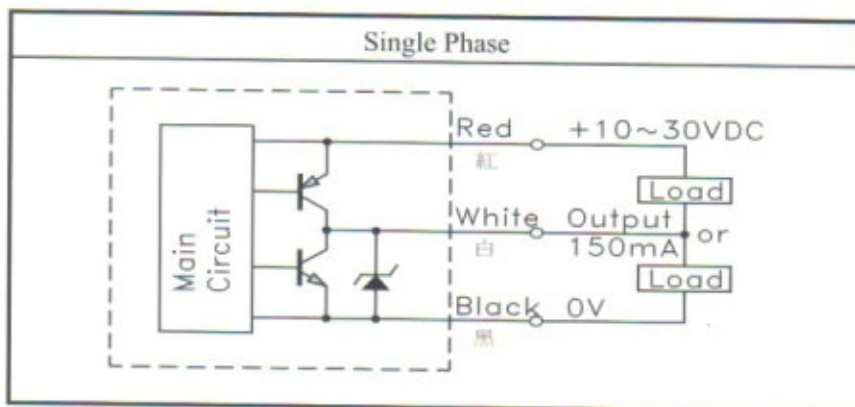 Single Phase
Main
Circuit
Red
紅
+10~30VDC
Load
White
白
Output
150mA
or
Load
Black
黑
0V